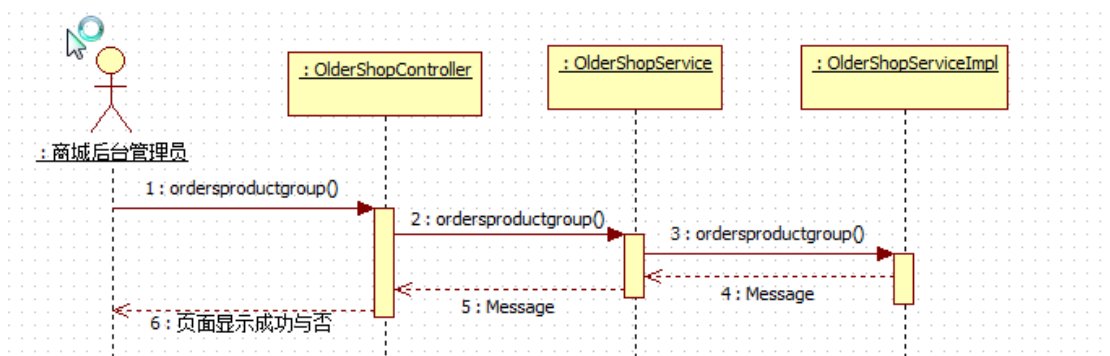 : OlderShopController
: OlderShopService
: OlderShopServiceImpl
: 商城后台管理员
1 : ordersproductgroup()
2 : ordersproductgroup()
3 : ordersproductgroup()
4 : Message
5 : Message
6 : 页面显示成功与否